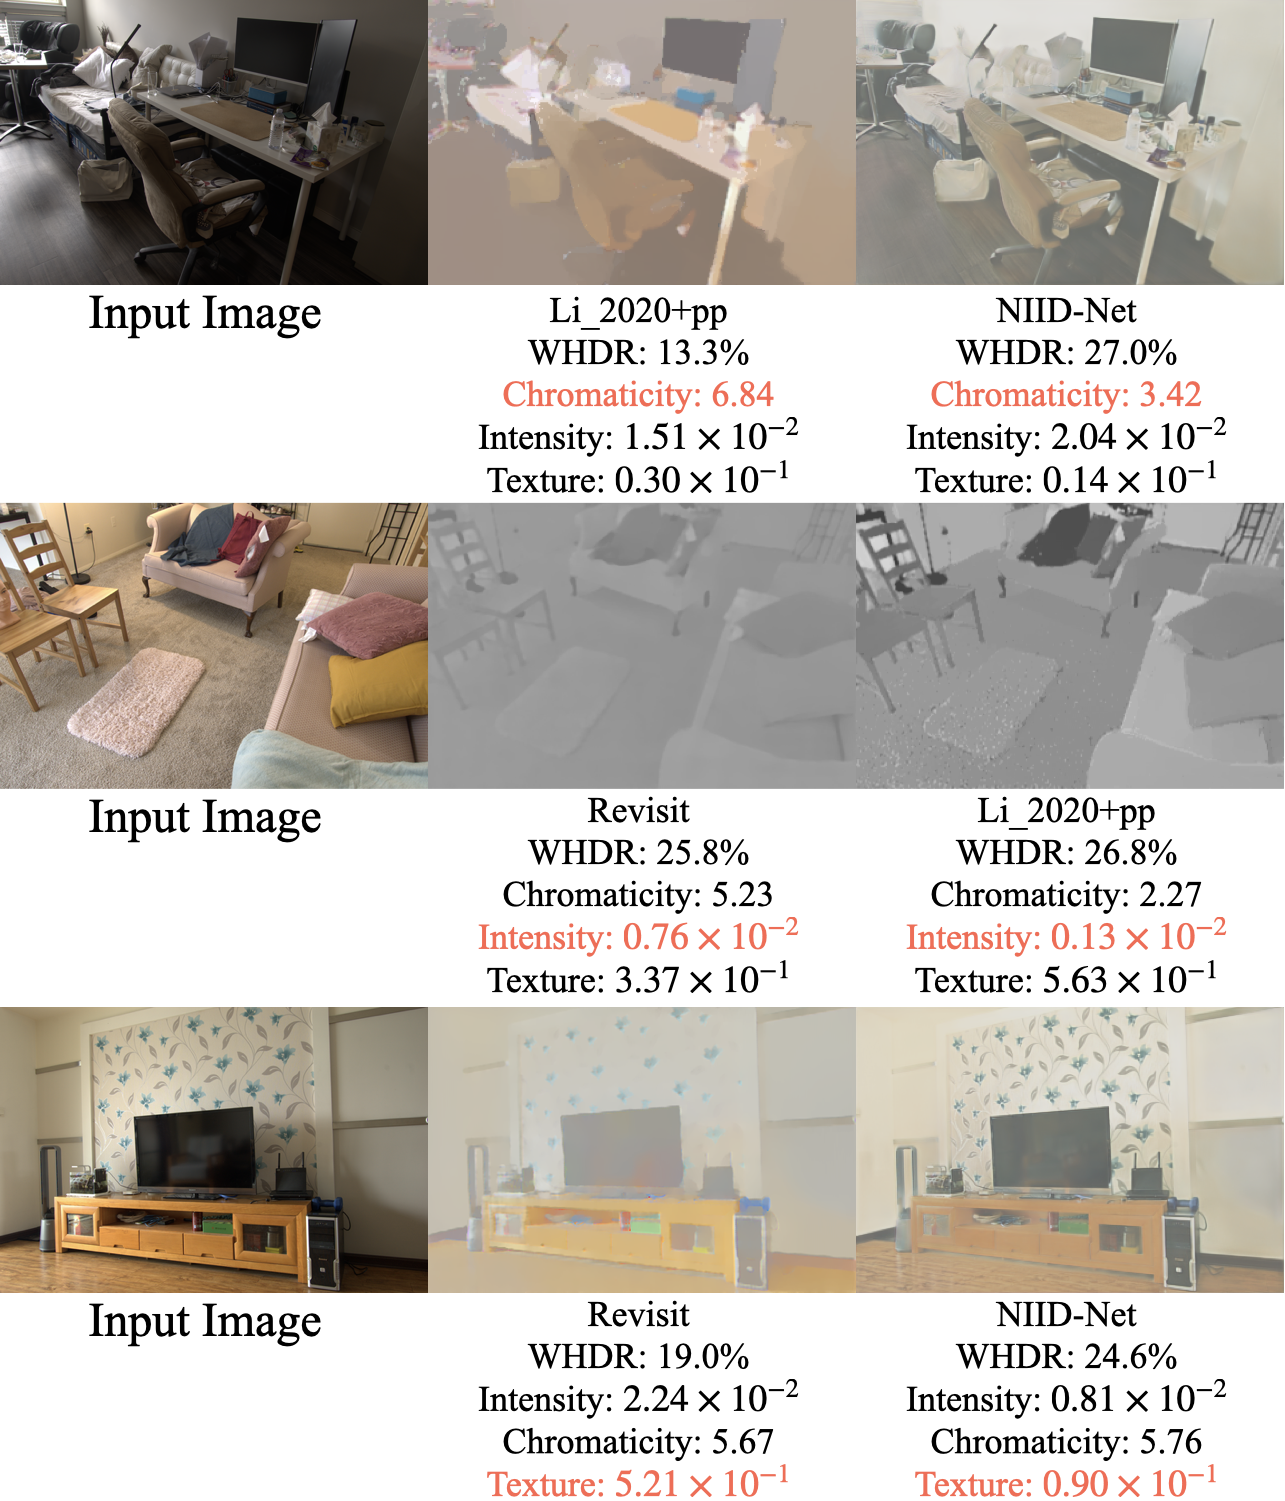 Input Image
Li_2020+pp
WHDR: 13.3%
Chromaticity: 6.84
Intensity: 1.51 × 10⁻²
Texture: 0.30 × 10⁻¹
NIID-Net
WHDR: 27.0%
Chromaticity: 3.42
Intensity: 2.04 × 10⁻²
Texture: 0.14 × 10⁻¹
Input Image
Revisit
WHDR: 25.8%
Chromaticity: 5.23
Intensity: 0.76 × 10⁻²
Texture: 3.37 × 10⁻¹
Li_2020+pp
WHDR: 26.8%
Chromaticity: 2.27
Intensity: 0.13 × 10⁻²
Texture: 5.63 × 10⁻¹
Input Image
Revisit
WHDR: 19.0%
Intensity: 2.24 × 10⁻²
Chromaticity: 5.67
Texture: 5.21 × 10⁻¹
NIID-Net
WHDR: 24.6%
Intensity: 0.81 × 10⁻²
Chromaticity: 5.76
Texture: 0.90 × 10⁻¹